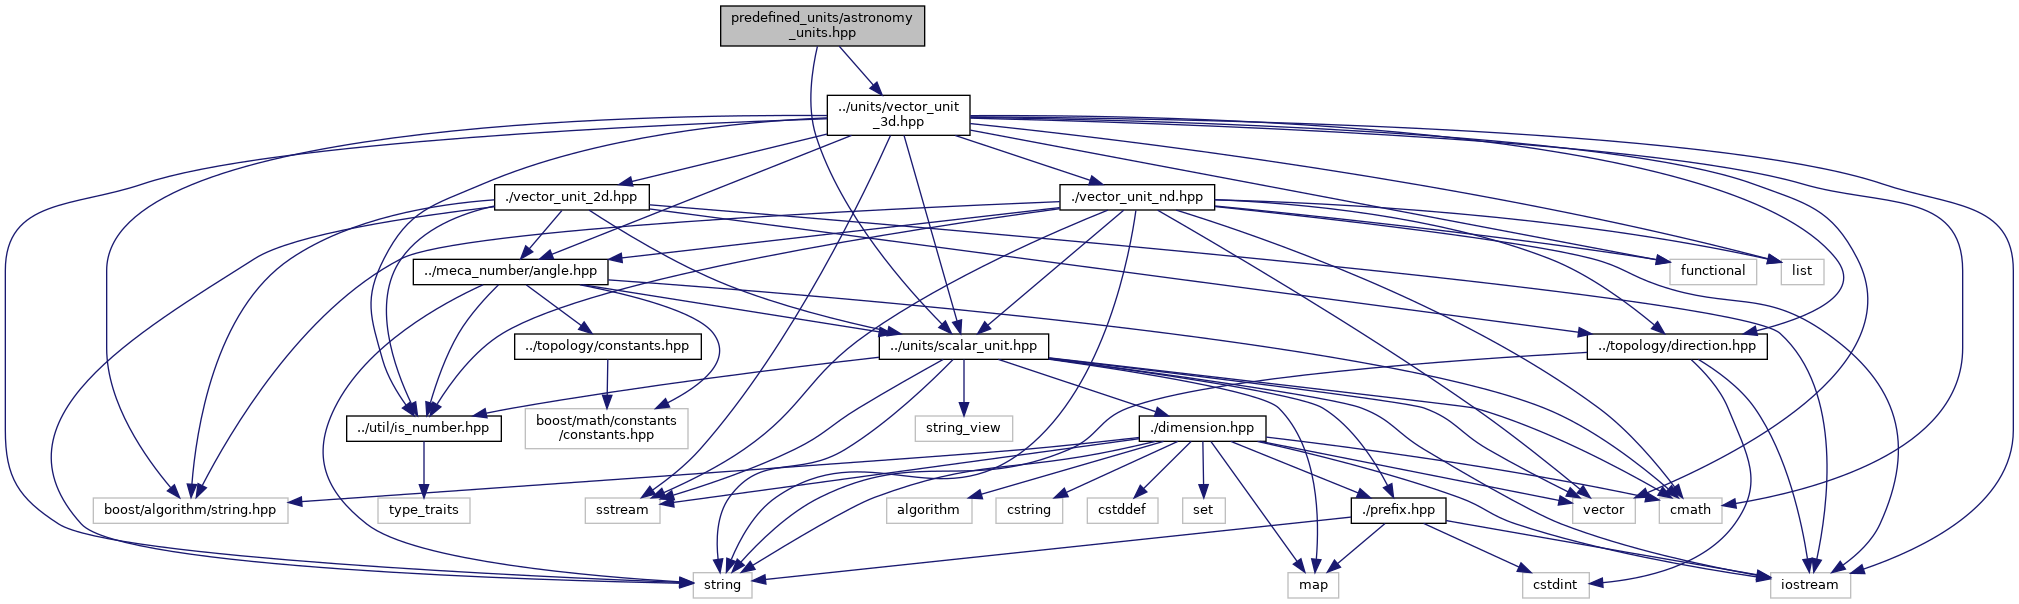 predefined_units/astronomy
_units.hpp
../units/vector_unit
_3d.hpp
./vector_unit_2d.hpp
./vector_unit_nd.hpp
../meca_number/angle.hpp
functional
list
../topology/constants.hpp
../units/scalar_unit.hpp
../topology/direction.hpp
../util/is_number.hpp
boost/math/constants
/constants.hpp
string_view
./dimension.hpp
boost/algorithm/string.hpp
type_traits
sstream
algorithm
cstring
cstddef
set
./prefix.hpp
vector
cmath
string
map
cstdint
iostream